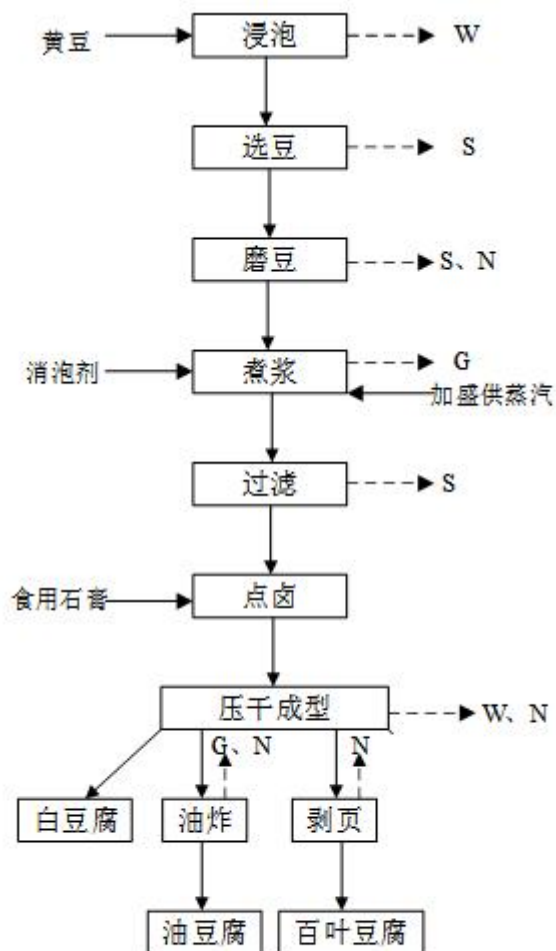 黄豆
浸泡
W
选豆
S
磨豆
S、N
消泡剂
煮浆
G
加盛供蒸汽
过滤
S
食用石膏
点卤
压干成型
W、N
G、N
N
白豆腐
油炸
剥页
油豆腐
百叶豆腐